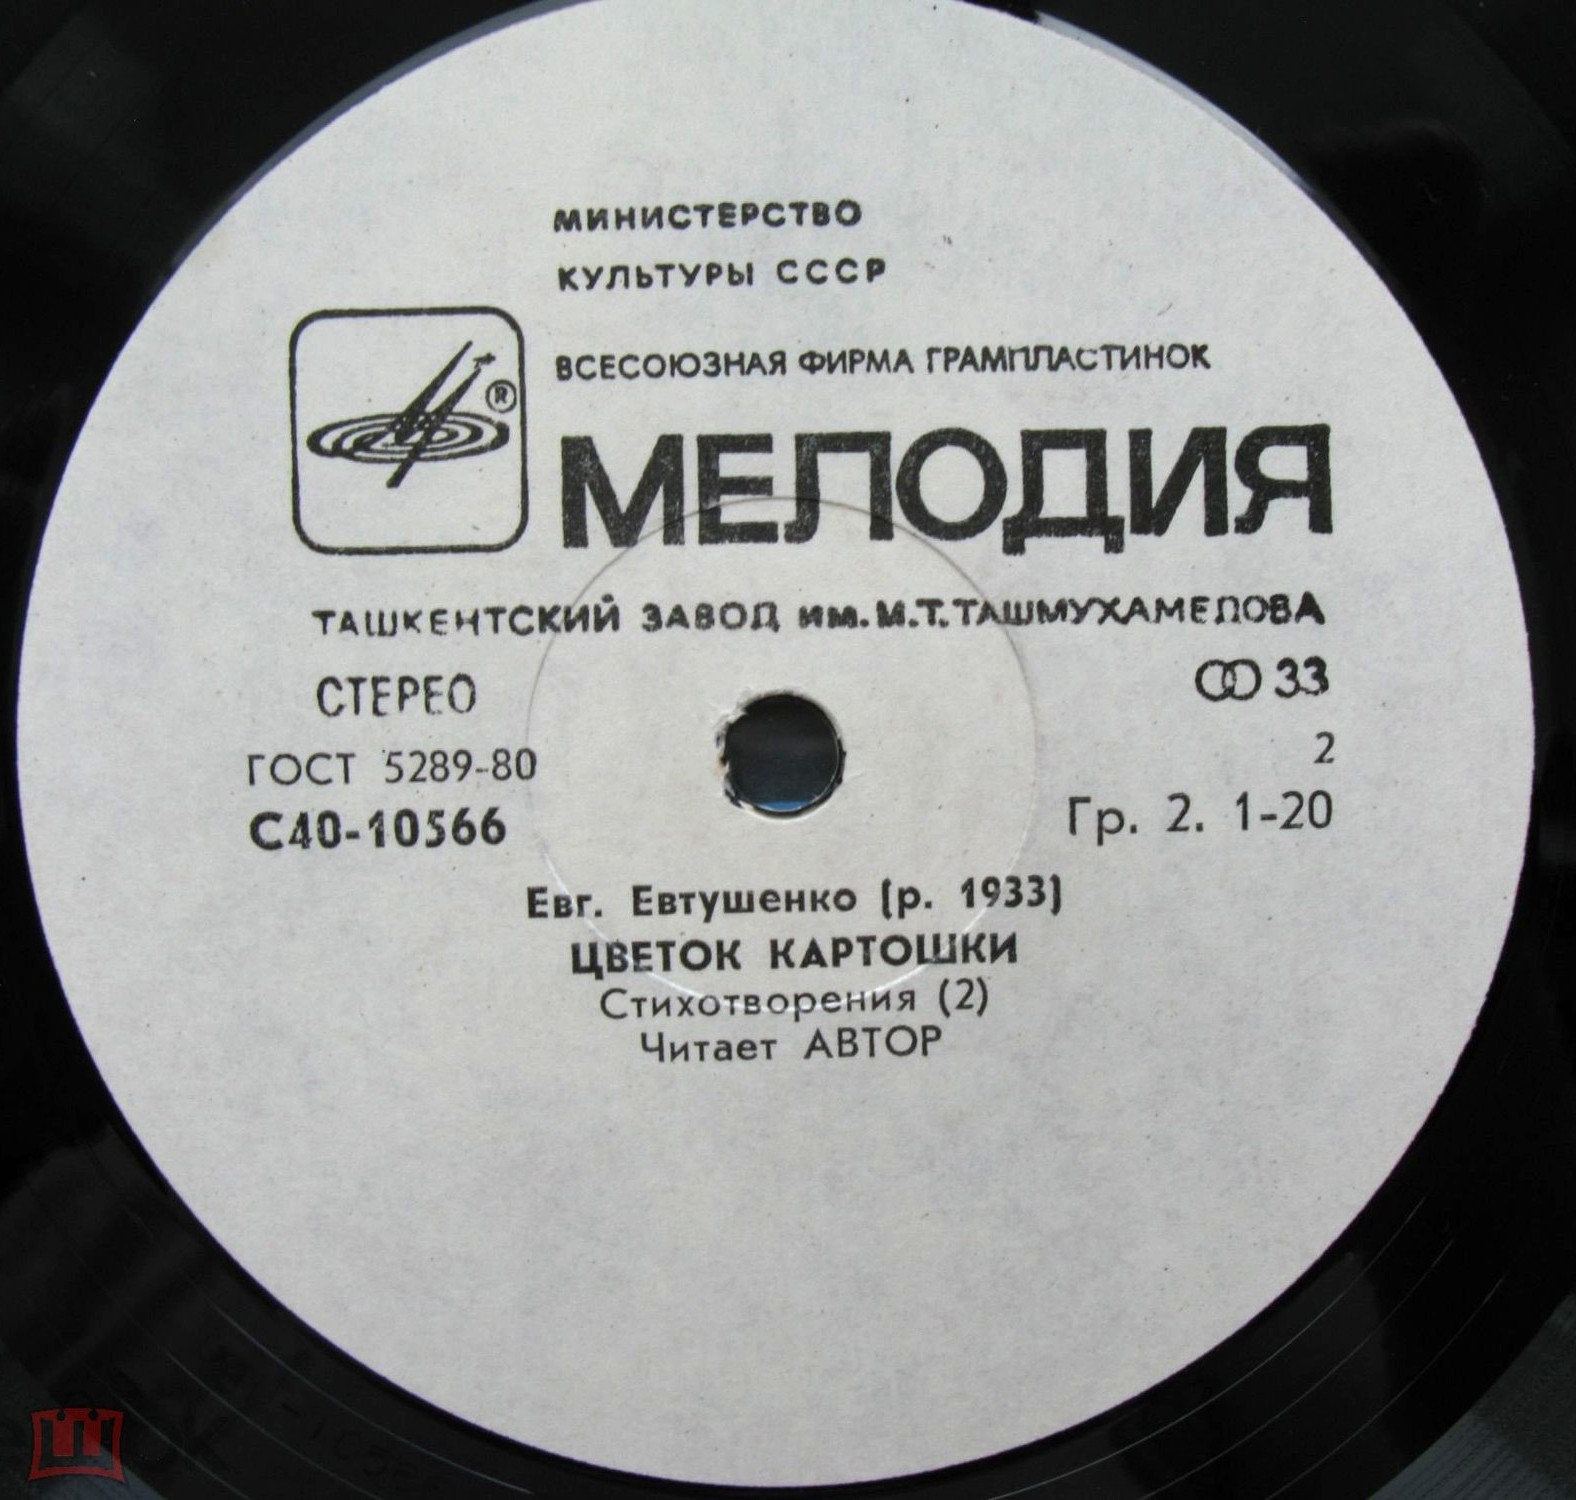 МИНИСТЕРСТВО
КУЛЬТУРЫ СССР
ВСЕСОЮЗНАЯ ФИРМА ГРАМПЛАСТИНОК
®
МЕЛОДИЯ
ТАШКЕНТСКИЙ ЗАВОД им. М.Т. ТАШМУХАМЕДОВА
СТЕРЕО
33
ГОСТ 5289-80
2
С40-10566
Гр. 2. 1-20
Евг. Евтушенко (р. 1933)
ЦВЕТОК КАРТОШКИ
Стихотворения (2)
Читает АВТОР